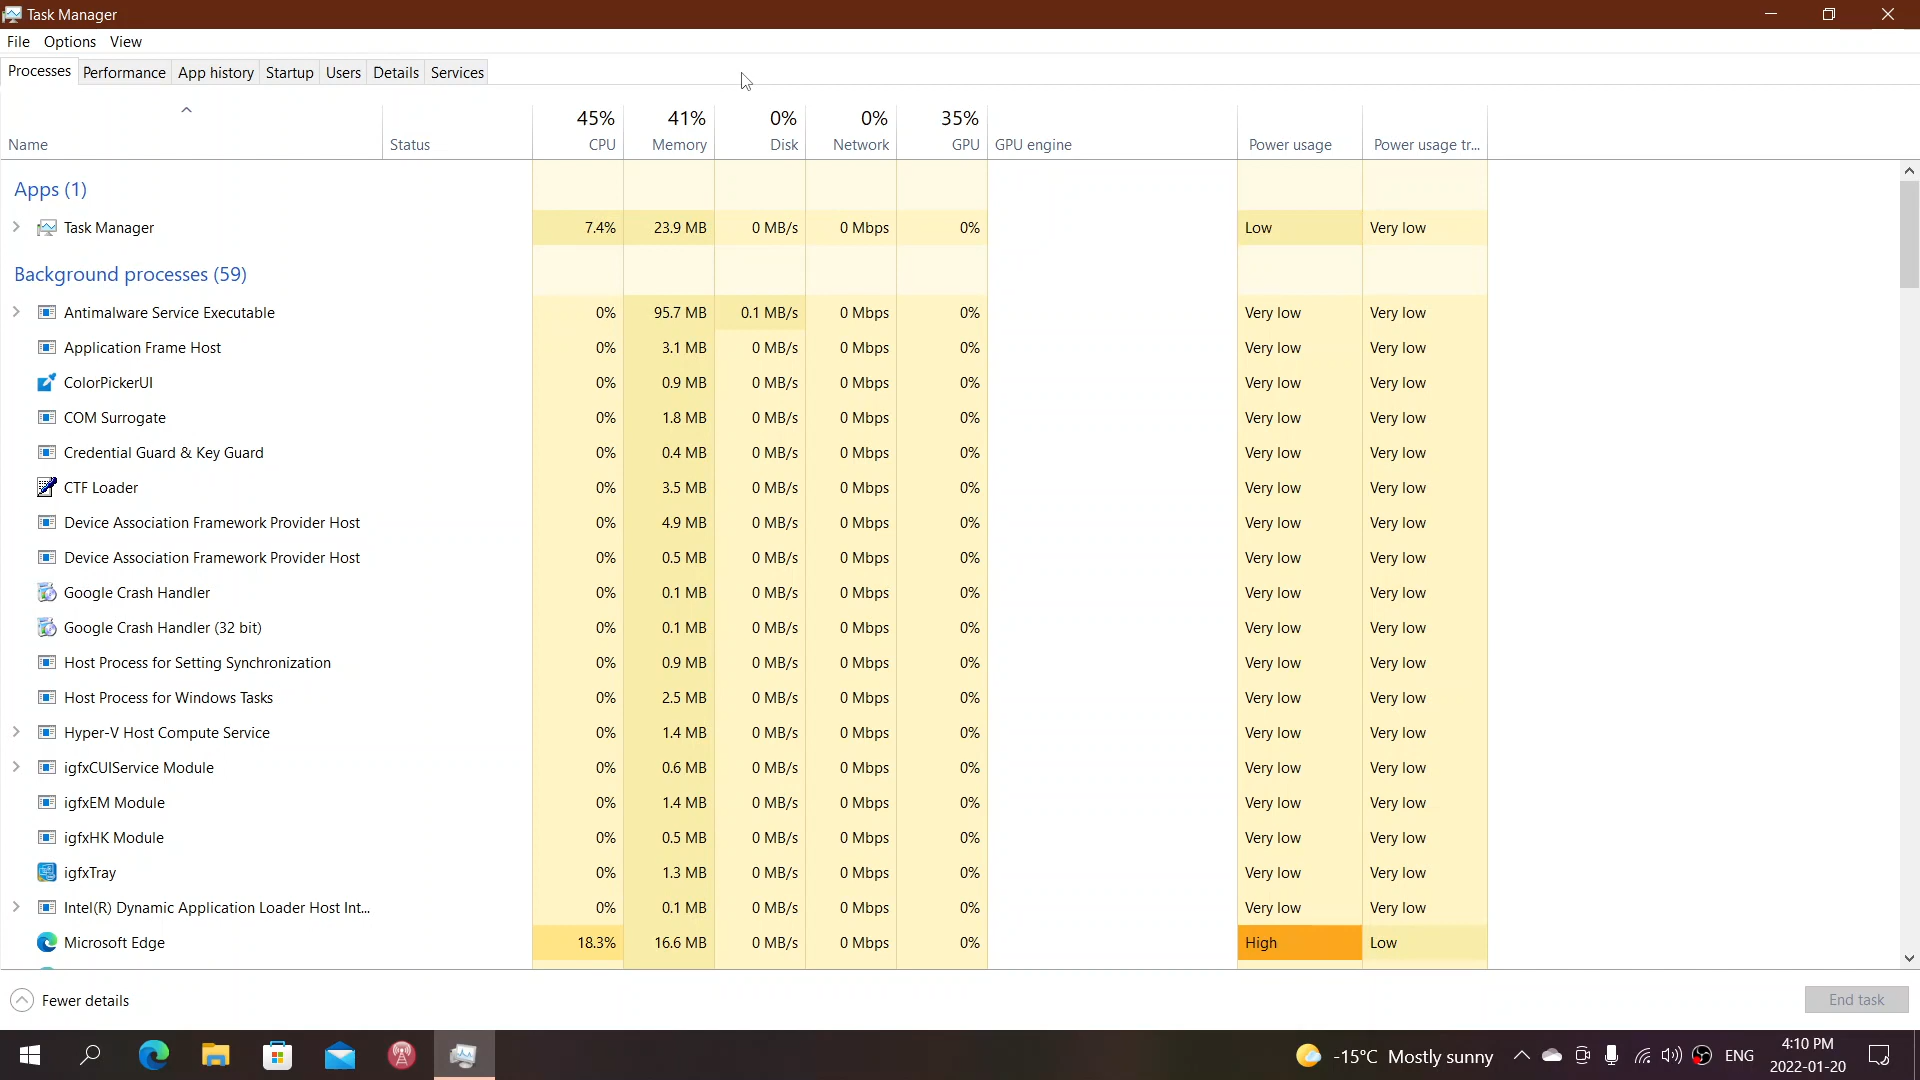 Task Manager
File Options View
Processes Performance App history Startup Users Details Services
45% 41% 0% 0% 35%
Name Status CPU Memory Disk Network GPU GPU engine Power usage Power usage tr...
Apps (1)
Task Manager 7.4% 23.9 MB 0 MB/s 0 Mbps 0% Low Very low
Background processes (59)
Antimalware Service Executable 0% 95.7 MB 0.1 MB/s 0 Mbps 0% Very low Very low
Application Frame Host 0% 3.1 MB 0 MB/s 0 Mbps 0% Very low Very low
ColorPickerUI 0% 0.9 MB 0 MB/s 0 Mbps 0% Very low Very low
COM Surrogate 0% 1.8 MB 0 MB/s 0 Mbps 0% Very low Very low
Credential Guard & Key Guard 0% 0.4 MB 0 MB/s 0 Mbps 0% Very low Very low
CTF Loader 0% 3.5 MB 0 MB/s 0 Mbps 0% Very low Very low
Device Association Framework Provider Host 0% 4.9 MB 0 MB/s 0 Mbps 0% Very low Very low
Device Association Framework Provider Host 0% 0.5 MB 0 MB/s 0 Mbps 0% Very low Very low
Google Crash Handler 0% 0.1 MB 0 MB/s 0 Mbps 0% Very low Very low
Google Crash Handler (32 bit) 0% 0.1 MB 0 MB/s 0 Mbps 0% Very low Very low
Host Process for Setting Synchronization 0% 0.9 MB 0 MB/s 0 Mbps 0% Very low Very low
Host Process for Windows Tasks 0% 2.5 MB 0 MB/s 0 Mbps 0% Very low Very low
Hyper-V Host Compute Service 0% 1.4 MB 0 MB/s 0 Mbps 0% Very low Very low
igfxCUIService Module 0% 0.6 MB 0 MB/s 0 Mbps 0% Very low Very low
igfxEM Module 0% 1.4 MB 0 MB/s 0 Mbps 0% Very low Very low
igfxHK Module 0% 0.5 MB 0 MB/s 0 Mbps 0% Very low Very low
igfxTray 0% 1.3 MB 0 MB/s 0 Mbps 0% Very low Very low
Intel(R) Dynamic Application Loader Host Int... 0% 0.1 MB 0 MB/s 0 Mbps 0% Very low Very low
Microsoft Edge 18.3% 16.6 MB 0 MB/s 0 Mbps 0% High Low
Fewer details End task
-15°C Mostly sunny ENG 4:10 PM
2022-01-20